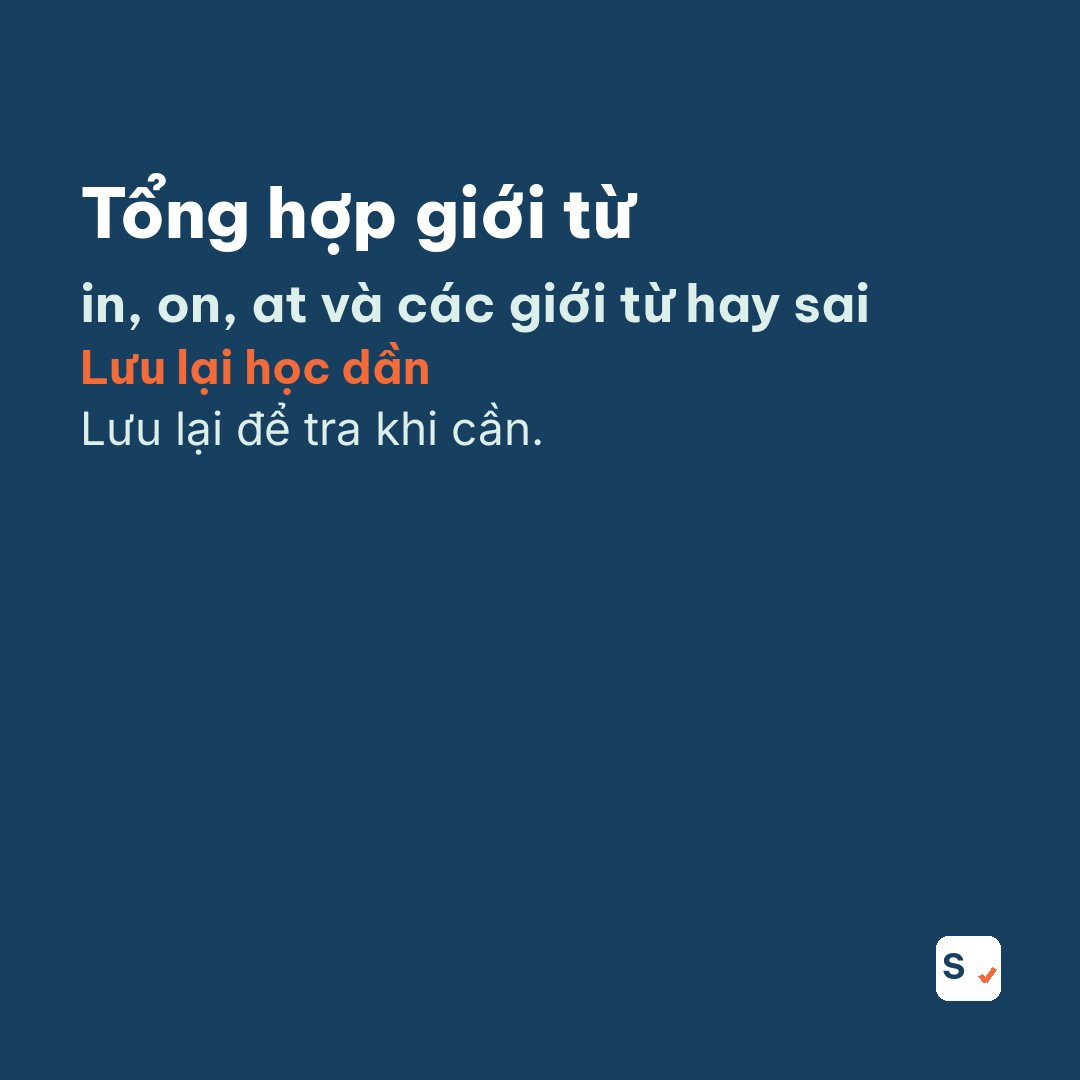 Tổng hợp giới từ
in, on, at và các giới từ hay sai
Lưu lại học dần
Lưu lại để tra khi cần.
S